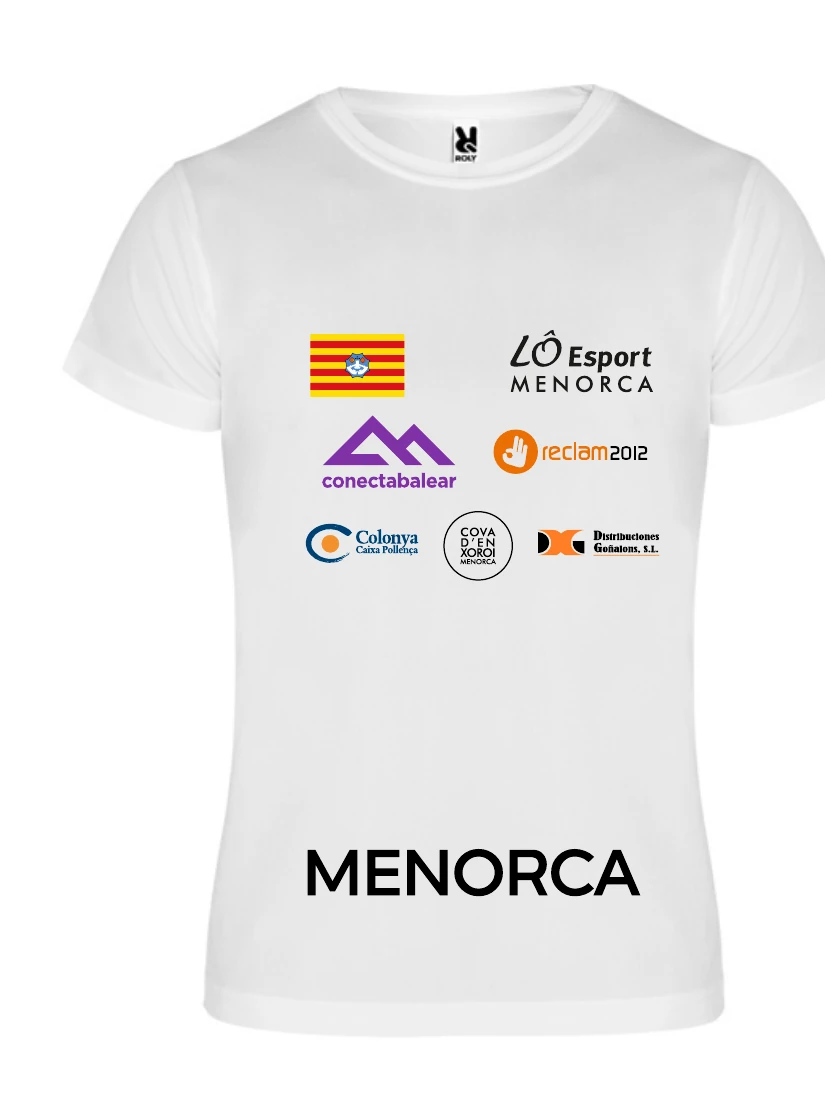 ROLY
LÔ Esport
MENORCA
conectabalear
reclam2012
Colonya
Caixa Pollença
COVA
D'EN
XOROI
MENORCA
Distribuciones
Goñalons, S.L.
MENORCA